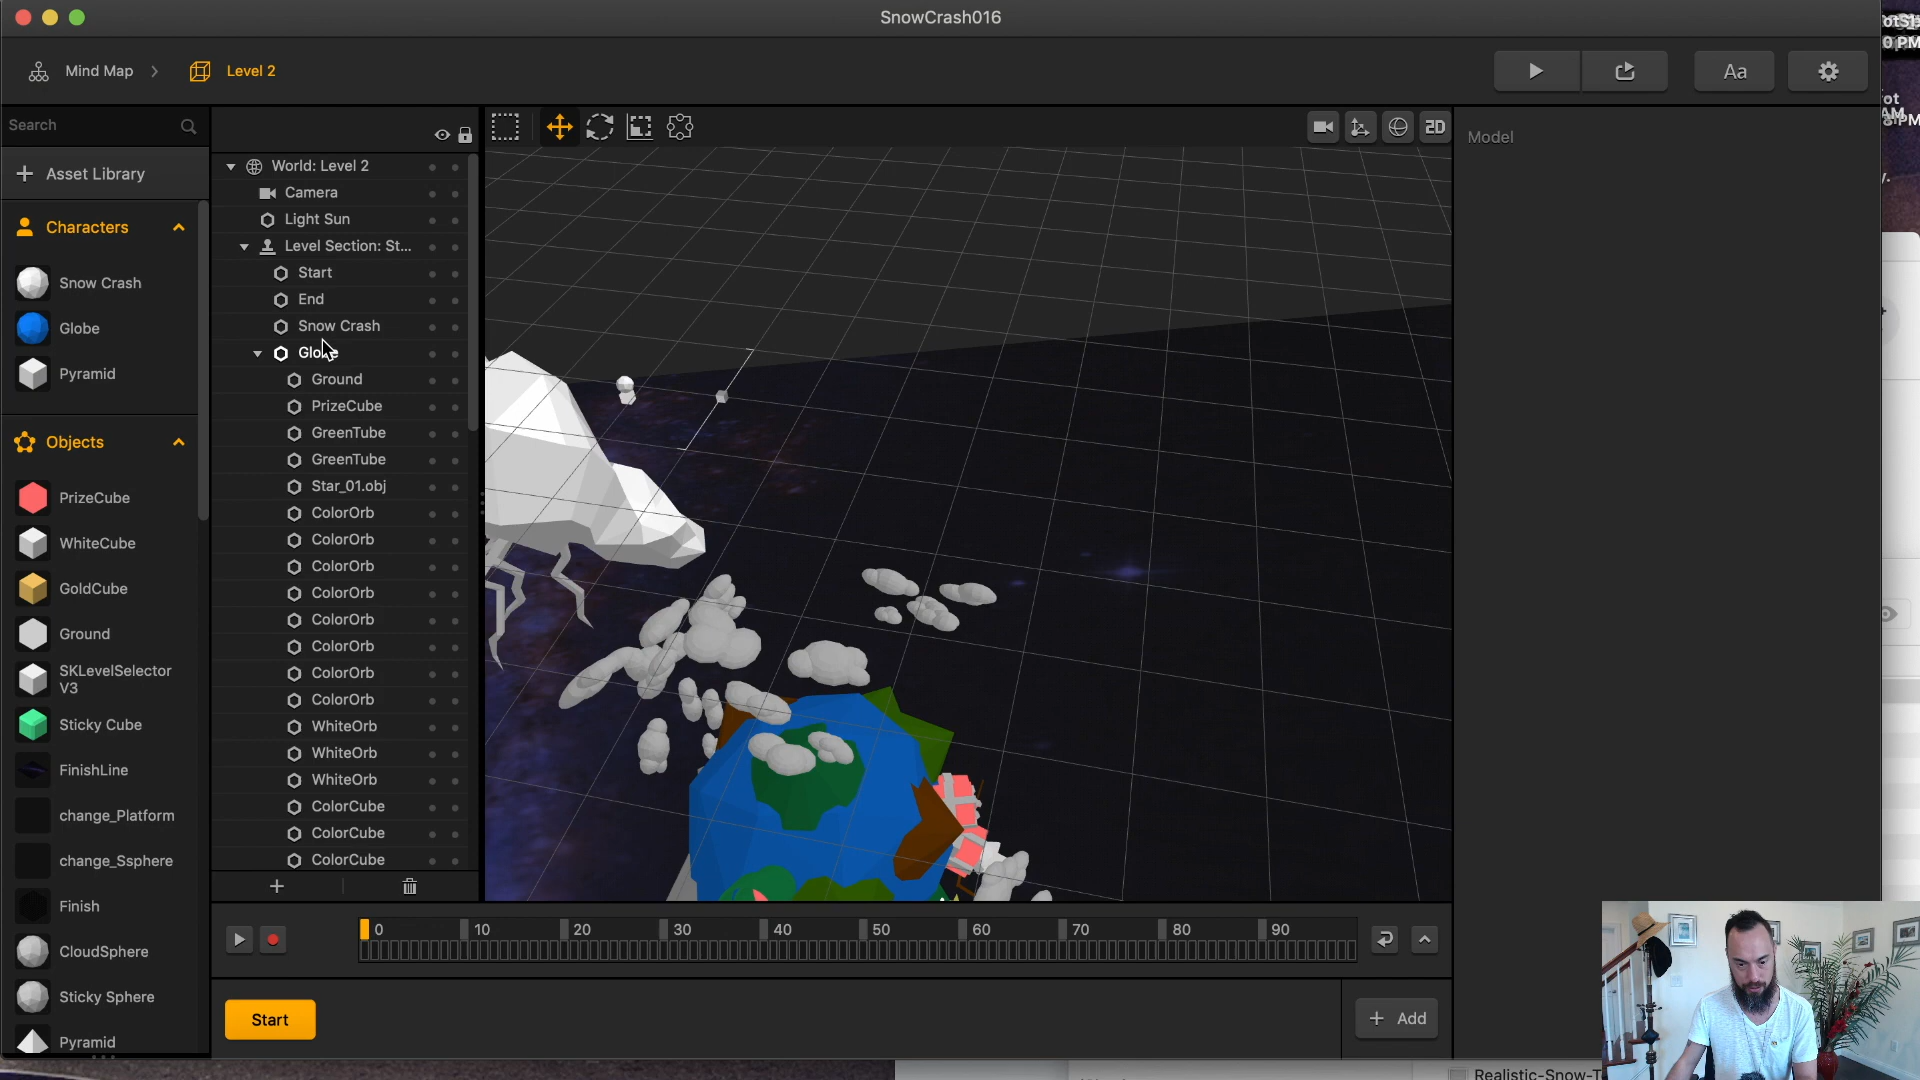 SnowCrash016
Mind Map
Level 2
Aa
Search
Asset Library
Characters
Snow Crash
Globe
Pyramid
Objects
PrizeCube
WhiteCube
GoldCube
Ground
SKLevelSelector
V3
Sticky Cube
FinishLine
change_Platform
change_Ssphere
Finish
CloudSphere
Sticky Sphere
Pyramid
World: Level 2
Camera
Light Sun
Level Section: St...
Start
End
Snow Crash
Globe
Ground
PrizeCube
GreenTube
GreenTube
Star_01.obj
ColorOrb
ColorOrb
ColorOrb
ColorOrb
ColorOrb
ColorOrb
ColorOrb
ColorOrb
WhiteOrb
WhiteOrb
WhiteOrb
ColorCube
ColorCube
ColorCube
2D
Model
0 10 20 30 40 50 60 70 80 90
Start
+ Add
Realistic-Snow-T